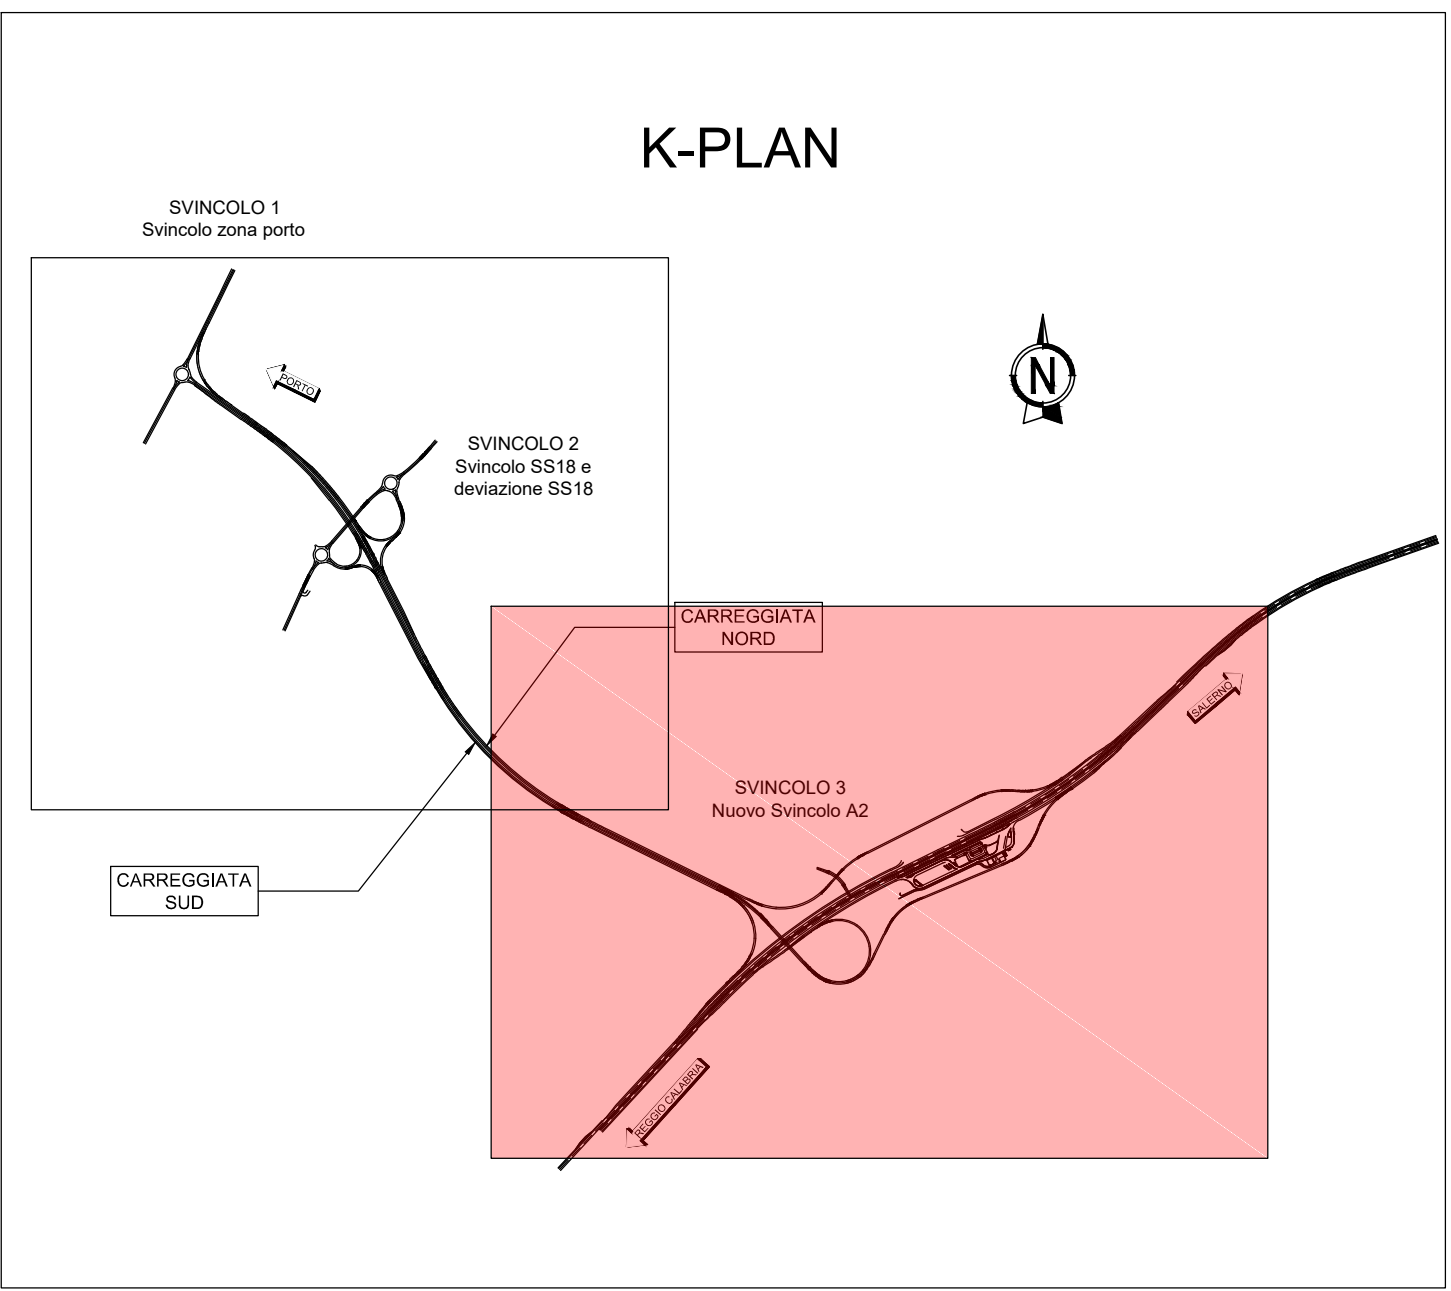 K-PLAN
SVINCOLO 1
Svincolo zona porto
PORTO
N
SVINCOLO 2
Svincolo SS18 e
deviazione SS18
CARREGGIATA
NORD
SALERNO
SVINCOLO 3
Nuovo Svincolo A2
CARREGGIATA
SUD
REGGIO CALABRIA